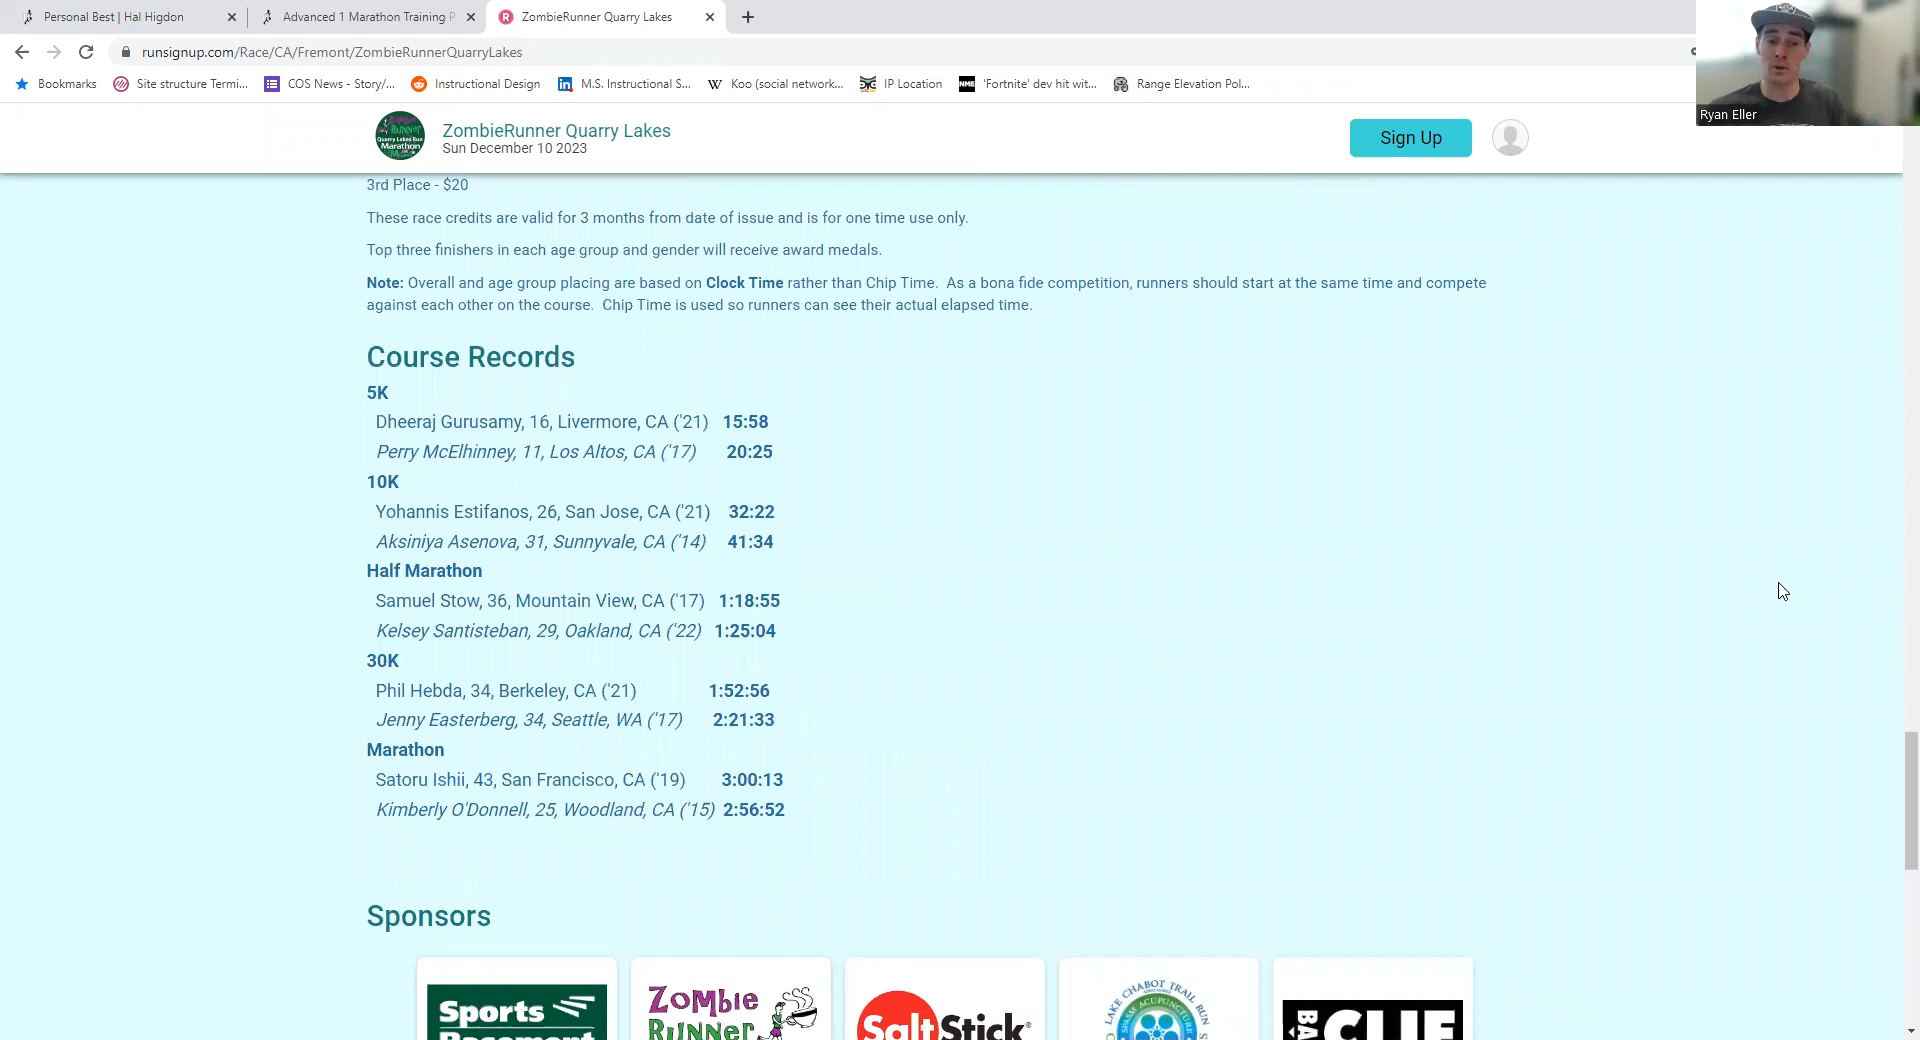 Personal Best | Hal Higdon
Advanced 1 Marathon Training P
ZombieRunner Quarry Lakes
runsignup.com/Race/CA/Fremont/ZombieRunnerQuarryLakes
Bookmarks
Site structure Termi...
COS News - Story/...
Instructional Design
M.S. Instructional S...
Koo (social network...
IP Location
NME
'Fortnite' dev hit wit...
Range Elevation Pol...
Ryan Eller
ZombieRunner Quarry Lakes
Sun December 10 2023
Sign Up
3rd Place - $20
These race credits are valid for 3 months from date of issue and is for one time use only.
Top three finishers in each age group and gender will receive award medals.
Note: Overall and age group placing are based on Clock Time rather than Chip Time. As a bona fide competition, runners should start at the same time and compete
against each other on the course. Chip Time is used so runners can see their actual elapsed time.
Course Records
5K
Dheeraj Gurusamy, 16, Livermore, CA ('21) 15:58
Perry McElhinney, 11, Los Altos, CA ('17) 20:25
10K
Yohannis Estifanos, 26, San Jose, CA ('21) 32:22
Aksiniya Asenova, 31, Sunnyvale, CA ('14) 41:34
Half Marathon
Samuel Stow, 36, Mountain View, CA ('17) 1:18:55
Kelsey Santisteban, 29, Oakland, CA ('22) 1:25:04
30K
Phil Hebda, 34, Berkeley, CA ('21) 1:52:56
Jenny Easterberg, 34, Seattle, WA ('17) 2:21:33
Marathon
Satoru Ishii, 43, San Francisco, CA ('19) 3:00:13
Kimberly O'Donnell, 25, Woodland, CA ('15) 2:56:52
Sponsors
Sports
Basement
ZOMBIE
RUNNER
SaltStick
LAKE CHABOT TRAIL RUN
ACUPUNCTURE
CLIF
BA